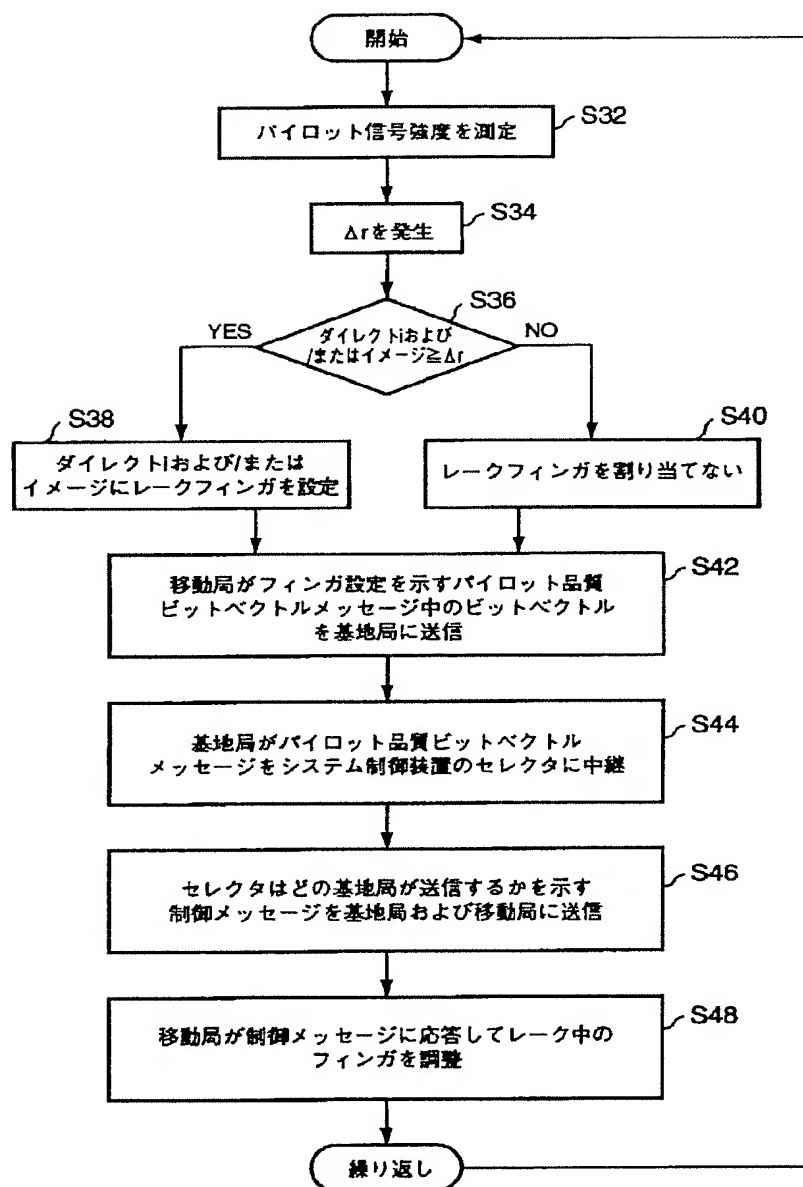 開始
S32
パイロット信号強度を測定
S34
Δrを発生
S36
YES
ダイレクトiおよび
/またはイメージ≧Δr
NO
S38
ダイレクトiおよび/または
イメージにレークフィンガを設定
S40
レークフィンガを割り当てない
S42
移動局がフィンガ設定を示すパイロット品質
ビットベクトルメッセージ中のビットベクトル
を基地局に送信
S44
基地局がパイロット品質ビットベクトル
メッセージをシステム制御装置のセレクタに中継
S46
セレクタはどの基地局が送信するかを示す
制御メッセージを基地局および移動局に送信
S48
移動局が制御メッセージに応答してレーク中の
フィンガを調整
繰り返し